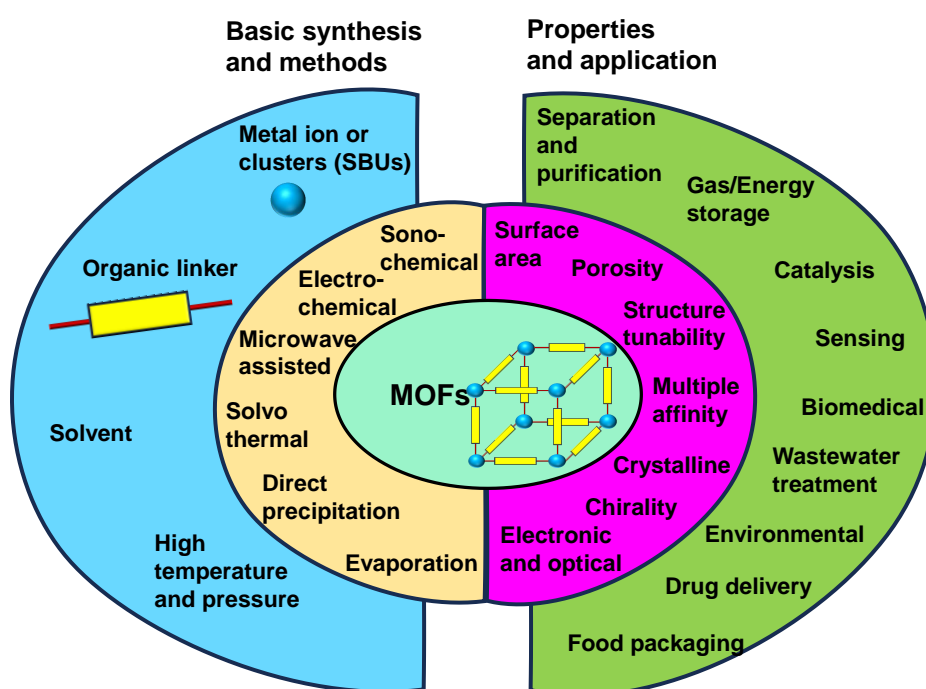 Basic synthesis
and methods
Properties
and application
Metal ion or
clusters (SBUs)
Organic linker
Solvent
High
temperature
and pressure
Sono-
chemical
Electro-
chemical
Microwave
assisted
Solvo
thermal
Direct
precipitation
Evaporation
MOFs
Surface
area
Porosity
Structure
tunability
Multiple
affinity
Crystalline
Chirality
Electronic
and optical
Separation
and
purification
Gas/Energy
storage
Catalysis
Sensing
Biomedical
Wastewater
treatment
Environmental
Drug delivery
Food packaging